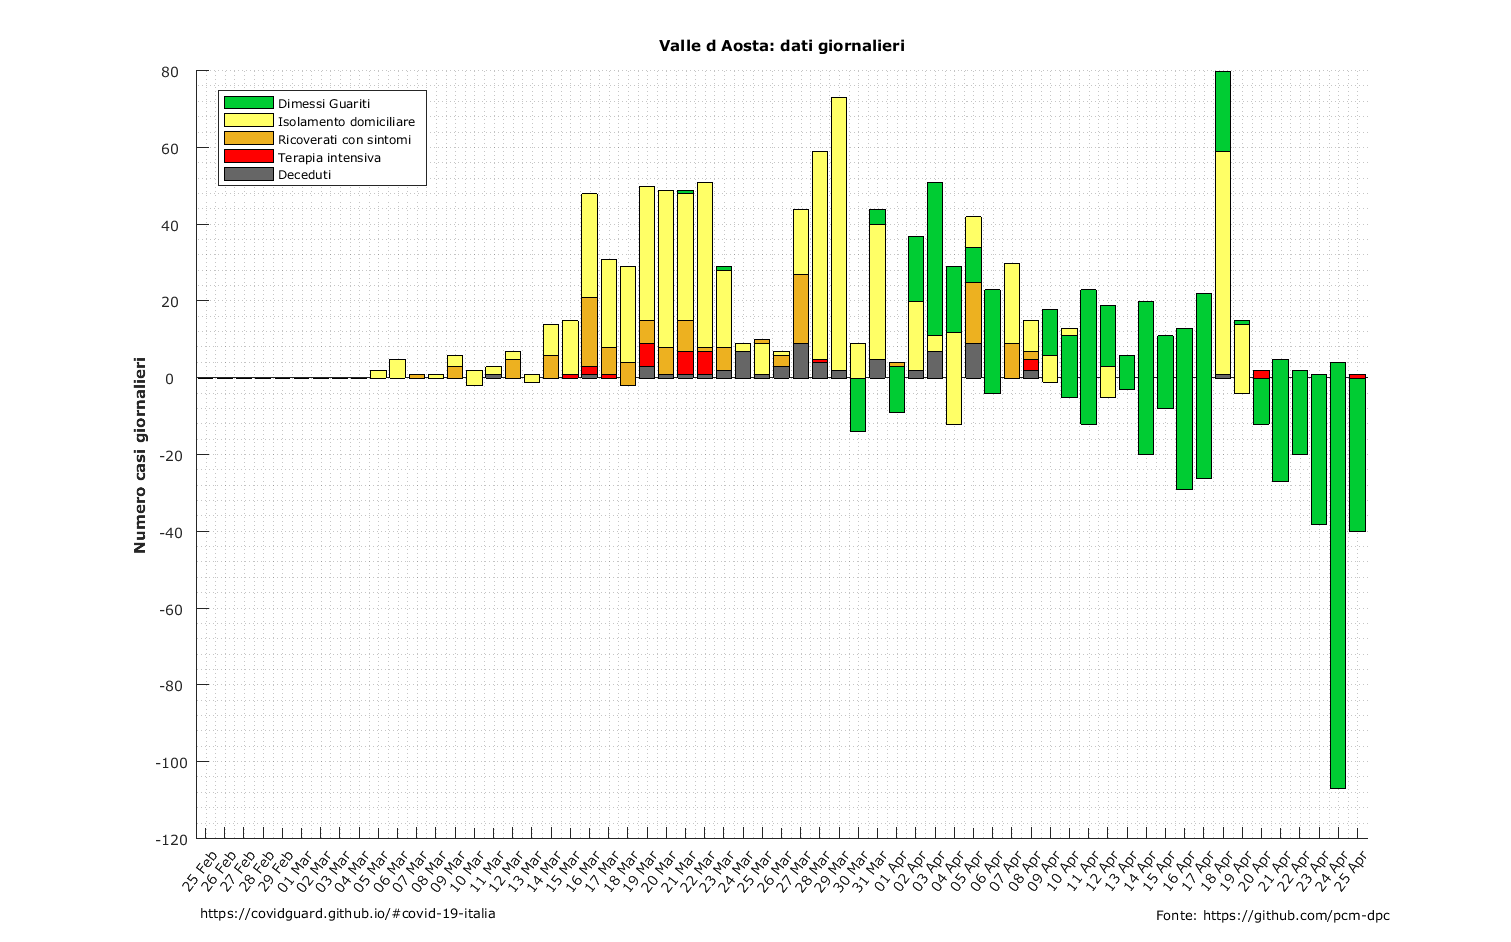 Valle d Aosta: dati giornalieri
Dimessi Guariti
Isolamento domiciliare
Ricoverati con sintomi
Terapia intensiva
Deceduti
Numero casi giornalieri
80
60
40
20
0
-20
-40
-60
-80
-100
-120
25 Feb
26 Feb
27 Feb
28 Feb
29 Feb
01 Mar
02 Mar
03 Mar
04 Mar
05 Mar
06 Mar
07 Mar
08 Mar
09 Mar
10 Mar
11 Mar
12 Mar
13 Mar
14 Mar
15 Mar
16 Mar
17 Mar
18 Mar
19 Mar
20 Mar
21 Mar
22 Mar
23 Mar
24 Mar
25 Mar
26 Mar
27 Mar
28 Mar
29 Mar
30 Mar
31 Mar
01 Apr
02 Apr
03 Apr
04 Apr
05 Apr
06 Apr
07 Apr
08 Apr
09 Apr
10 Apr
11 Apr
12 Apr
13 Apr
14 Apr
15 Apr
16 Apr
17 Apr
18 Apr
19 Apr
20 Apr
21 Apr
22 Apr
23 Apr
24 Apr
25 Apr
https://covidguard.github.io/#covid-19-italia
Fonte: https://github.com/pcm-dpc